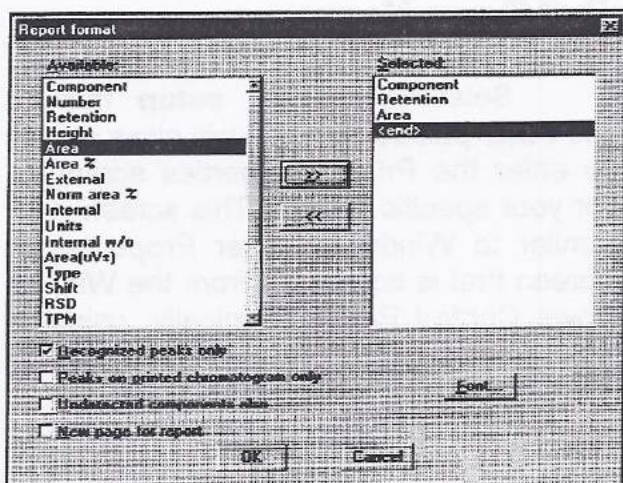 Report format
Available:
Component
Number
Retention
Height
Area
Area %
External
Norm area %
Internal
Units
Internal w/o
Area(uVs)
Type
Shift
RSD
TPM
>>
<<
Selected:
Component
Retention
Area
<end>
Recognized peaks only
Peaks on printed chromatogram only
components also
New page for report
Font...
OK
Cancel